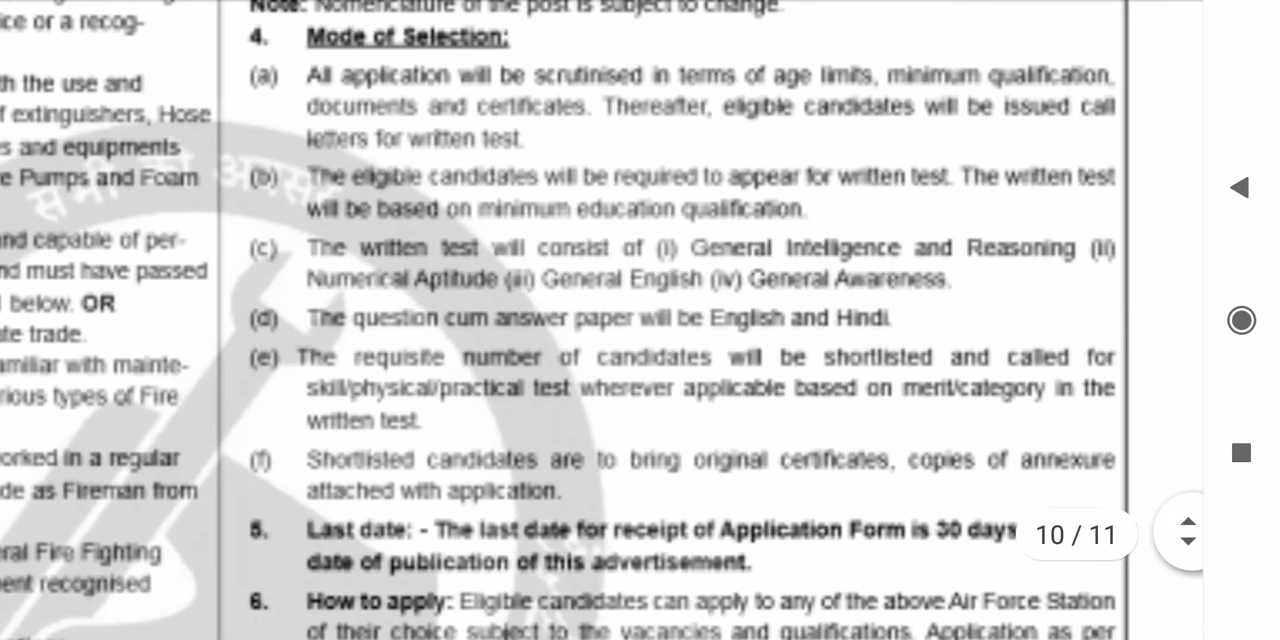 ice or a recog-
th the use and
f extinguishers, Hose
s and equipments
e Pumps and Foam
nd capable of per-
nd must have passed
below. OR
te trade.
amiliar with mainte-
rious types of Fire
orked in a regular
de as Fireman from
ral Fire Fighting
ent recognised
Note: Nomenclature of the post is subject to change.
4. Mode of Selection:
(a) All application will be scrutinised in terms of age limits, minimum qualification,
documents and certificates. Thereafter, eligible candidates will be issued call
letters for written test.
(b) The eligible candidates will be required to appear for written test. The written test
will be based on minimum education qualification.
(c) The written test will consist of (i) General Intelligence and Reasoning (ii)
Numerical Aptitude (iii) General English (iv) General Awareness.
(d) The question cum answer paper will be English and Hindi.
(e) The requisite number of candidates will be shortlisted and called for
skill/physical/practical test wherever applicable based on merit/category in the
written test.
(f) Shortlisted candidates are to bring original certificates, copies of annexure
attached with application.
5. Last date: - The last date for receipt of Application Form is 30 days
date of publication of this advertisement.
6. How to apply: Eligible candidates can apply to any of the above Air Force Station
of their choice subject to the vacancies and qualifications. Application as per
10 / 11